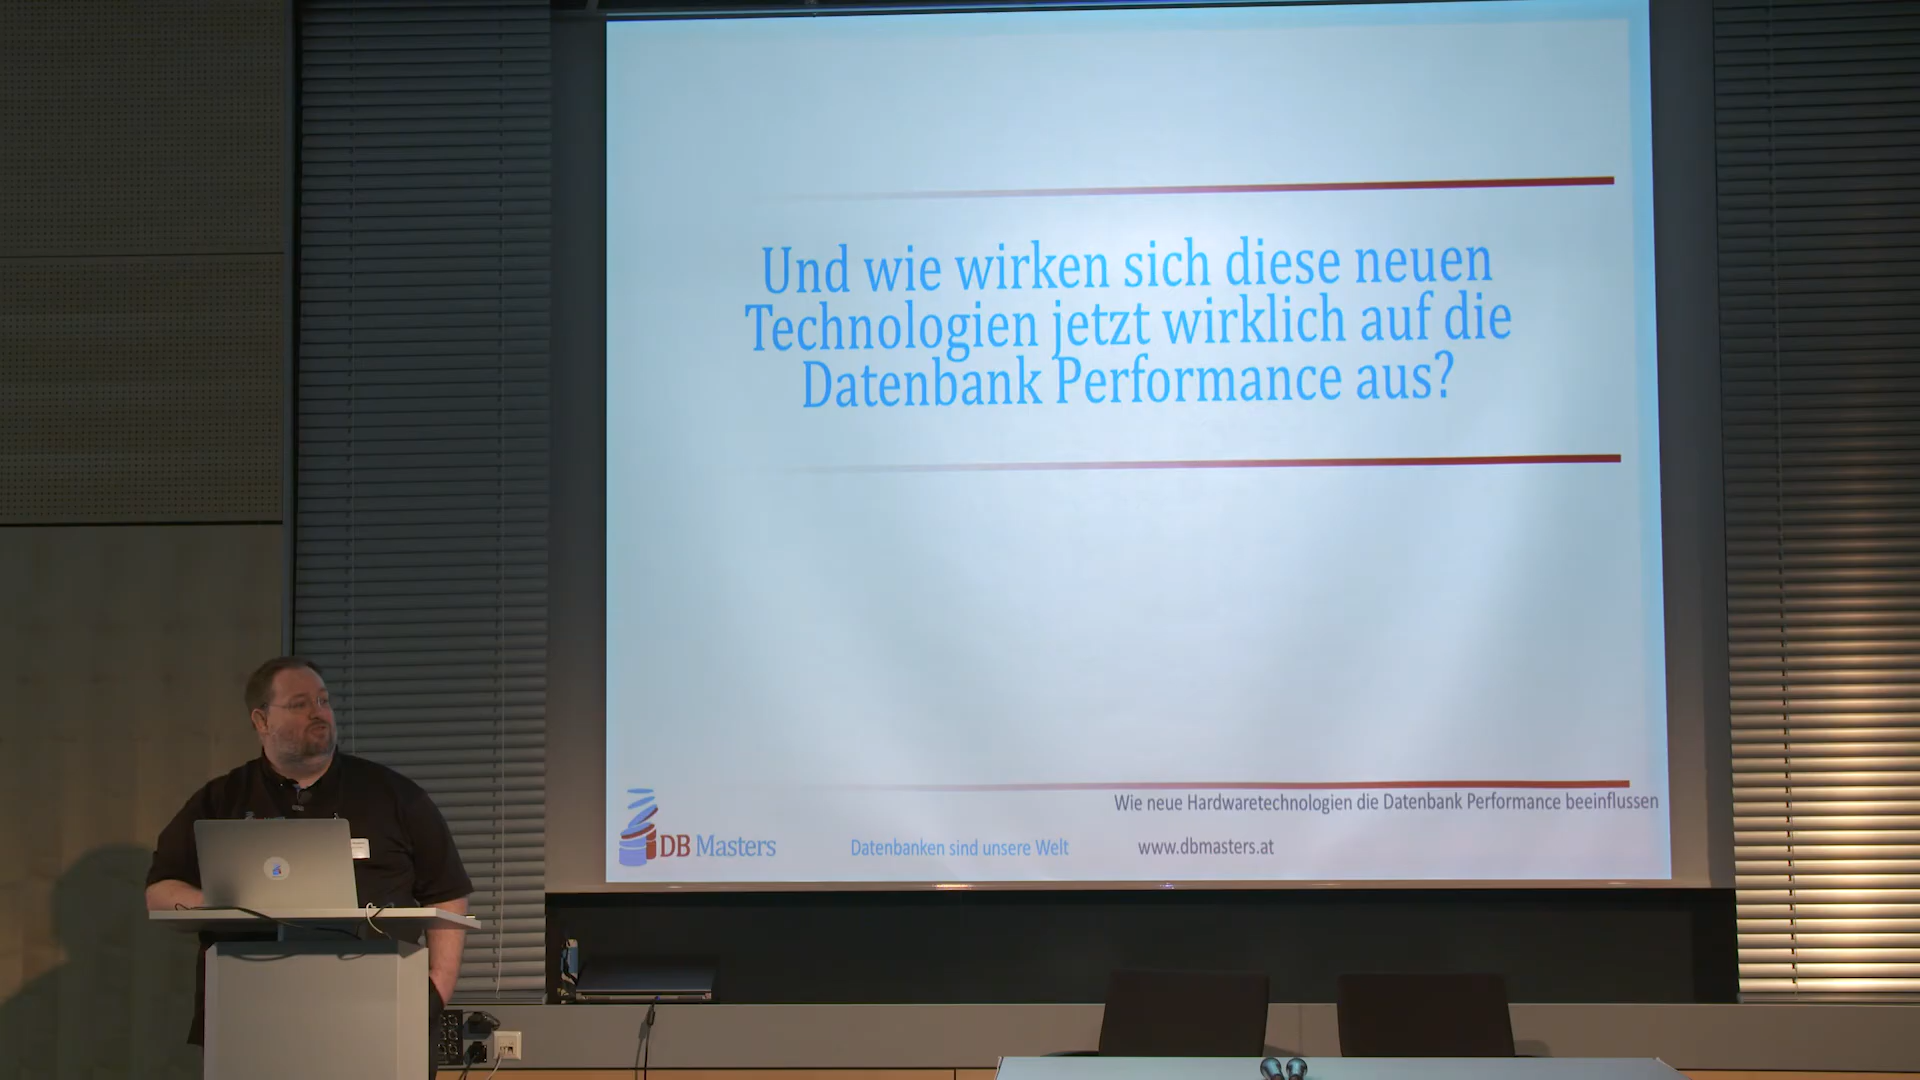 Und wie wirken sich diese neuen
Technologien jetzt wirklich auf die
Datenbank Performance aus?
Wie neue Hardwaretechnologien die Datenbank Performance beeinflussen
DB Masters
Datenbanken sind unsere Welt
www.dbmasters.at